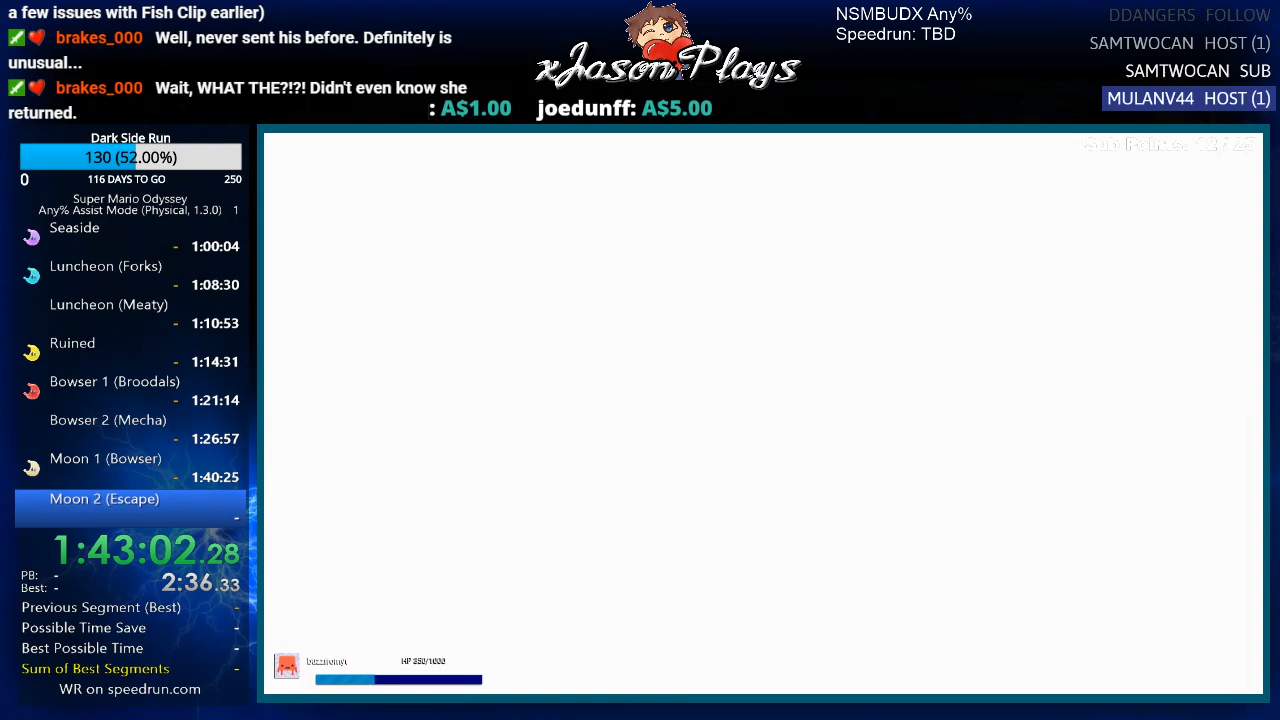 a few issues with Fish Clip earlier)
brakes_000 Well, never sent his before. Definitely is
unusual...
brakes_000 Wait, WHAT THE?!?! Didn't even know she
returned.
xJasonPlays
: A$1.00 joedunff: A$5.00
NSMBUDX Any%
Speedrun: TBD
DDANGERS FOLLOW
SAMTWOCAN HOST (1)
SAMTWOCAN SUB
MULANV44 HOST (1)
Dark Side Run
130 (52.00%)
0 116 DAYS TO GO 250
Super Mario Odyssey
Any% Assist Mode (Physical, 1.3.0) 1
Seaside
- 1:00:04
Luncheon (Forks)
- 1:08:30
Luncheon (Meaty)
- 1:10:53
Ruined
- 1:14:31
Bowser 1 (Broodals)
- 1:21:14
Bowser 2 (Mecha)
- 1:26:57
Moon 1 (Bowser)
- 1:40:25
Moon 2 (Escape)
-
1:43:02.28
PB: -
Best: -
2:36.33
Previous Segment (Best) -
Possible Time Save -
Best Possible Time -
Sum of Best Segments -
WR on speedrun.com
Sub Points: